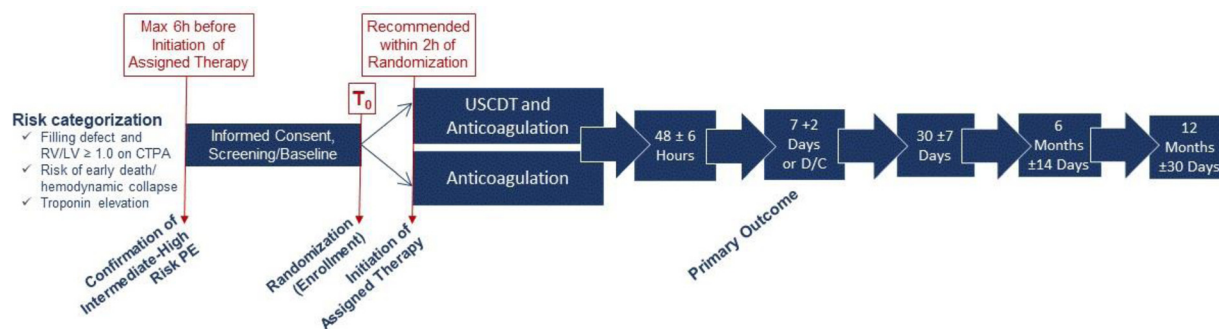 Max 6h before
Initiation of
Assigned Therapy
Recommended
within 2h of
Randomization
T₀
Risk categorization
✓ Filling defect and
RV/LV ≥ 1.0 on CTPA
✓ Risk of early death/
hemodynamic collapse
✓ Troponin elevation
Informed Consent,
Screening/Baseline
USCDT and
Anticoagulation
Anticoagulation
48 ± 6
Hours
7 +2
Days
or D/C
30 ±7
Days
6
Months
±14 Days
12
Months
±30 Days
Confirmation of
Intermediate-High
Risk PE
Randomization
(Enrollment)
Initiation of
Assigned Therapy
Primary Outcome